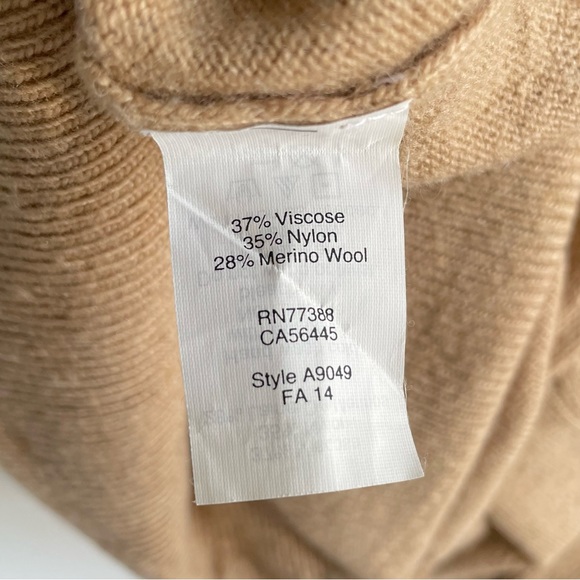 37% Viscose
35% Nylon
28% Merino Wool
RN77388
CA56445
Style A9049
FA 14